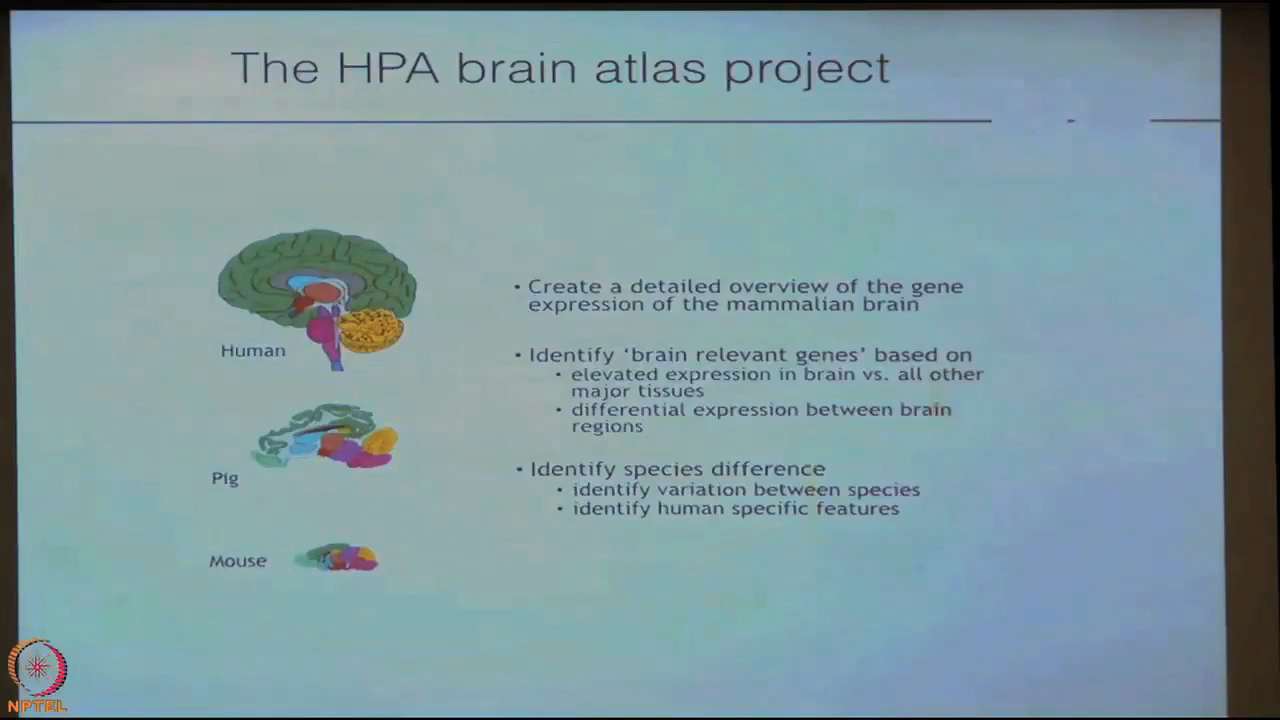 The HPA brain atlas project
Human
Pig
Mouse
• Create a detailed overview of the gene
expression of the mammalian brain
• Identify ‘brain relevant genes’ based on
• elevated expression in brain vs. all other
major tissues
• differential expression between brain
regions
• Identify species difference
• identify variation between species
• identify human specific features
NPTEL